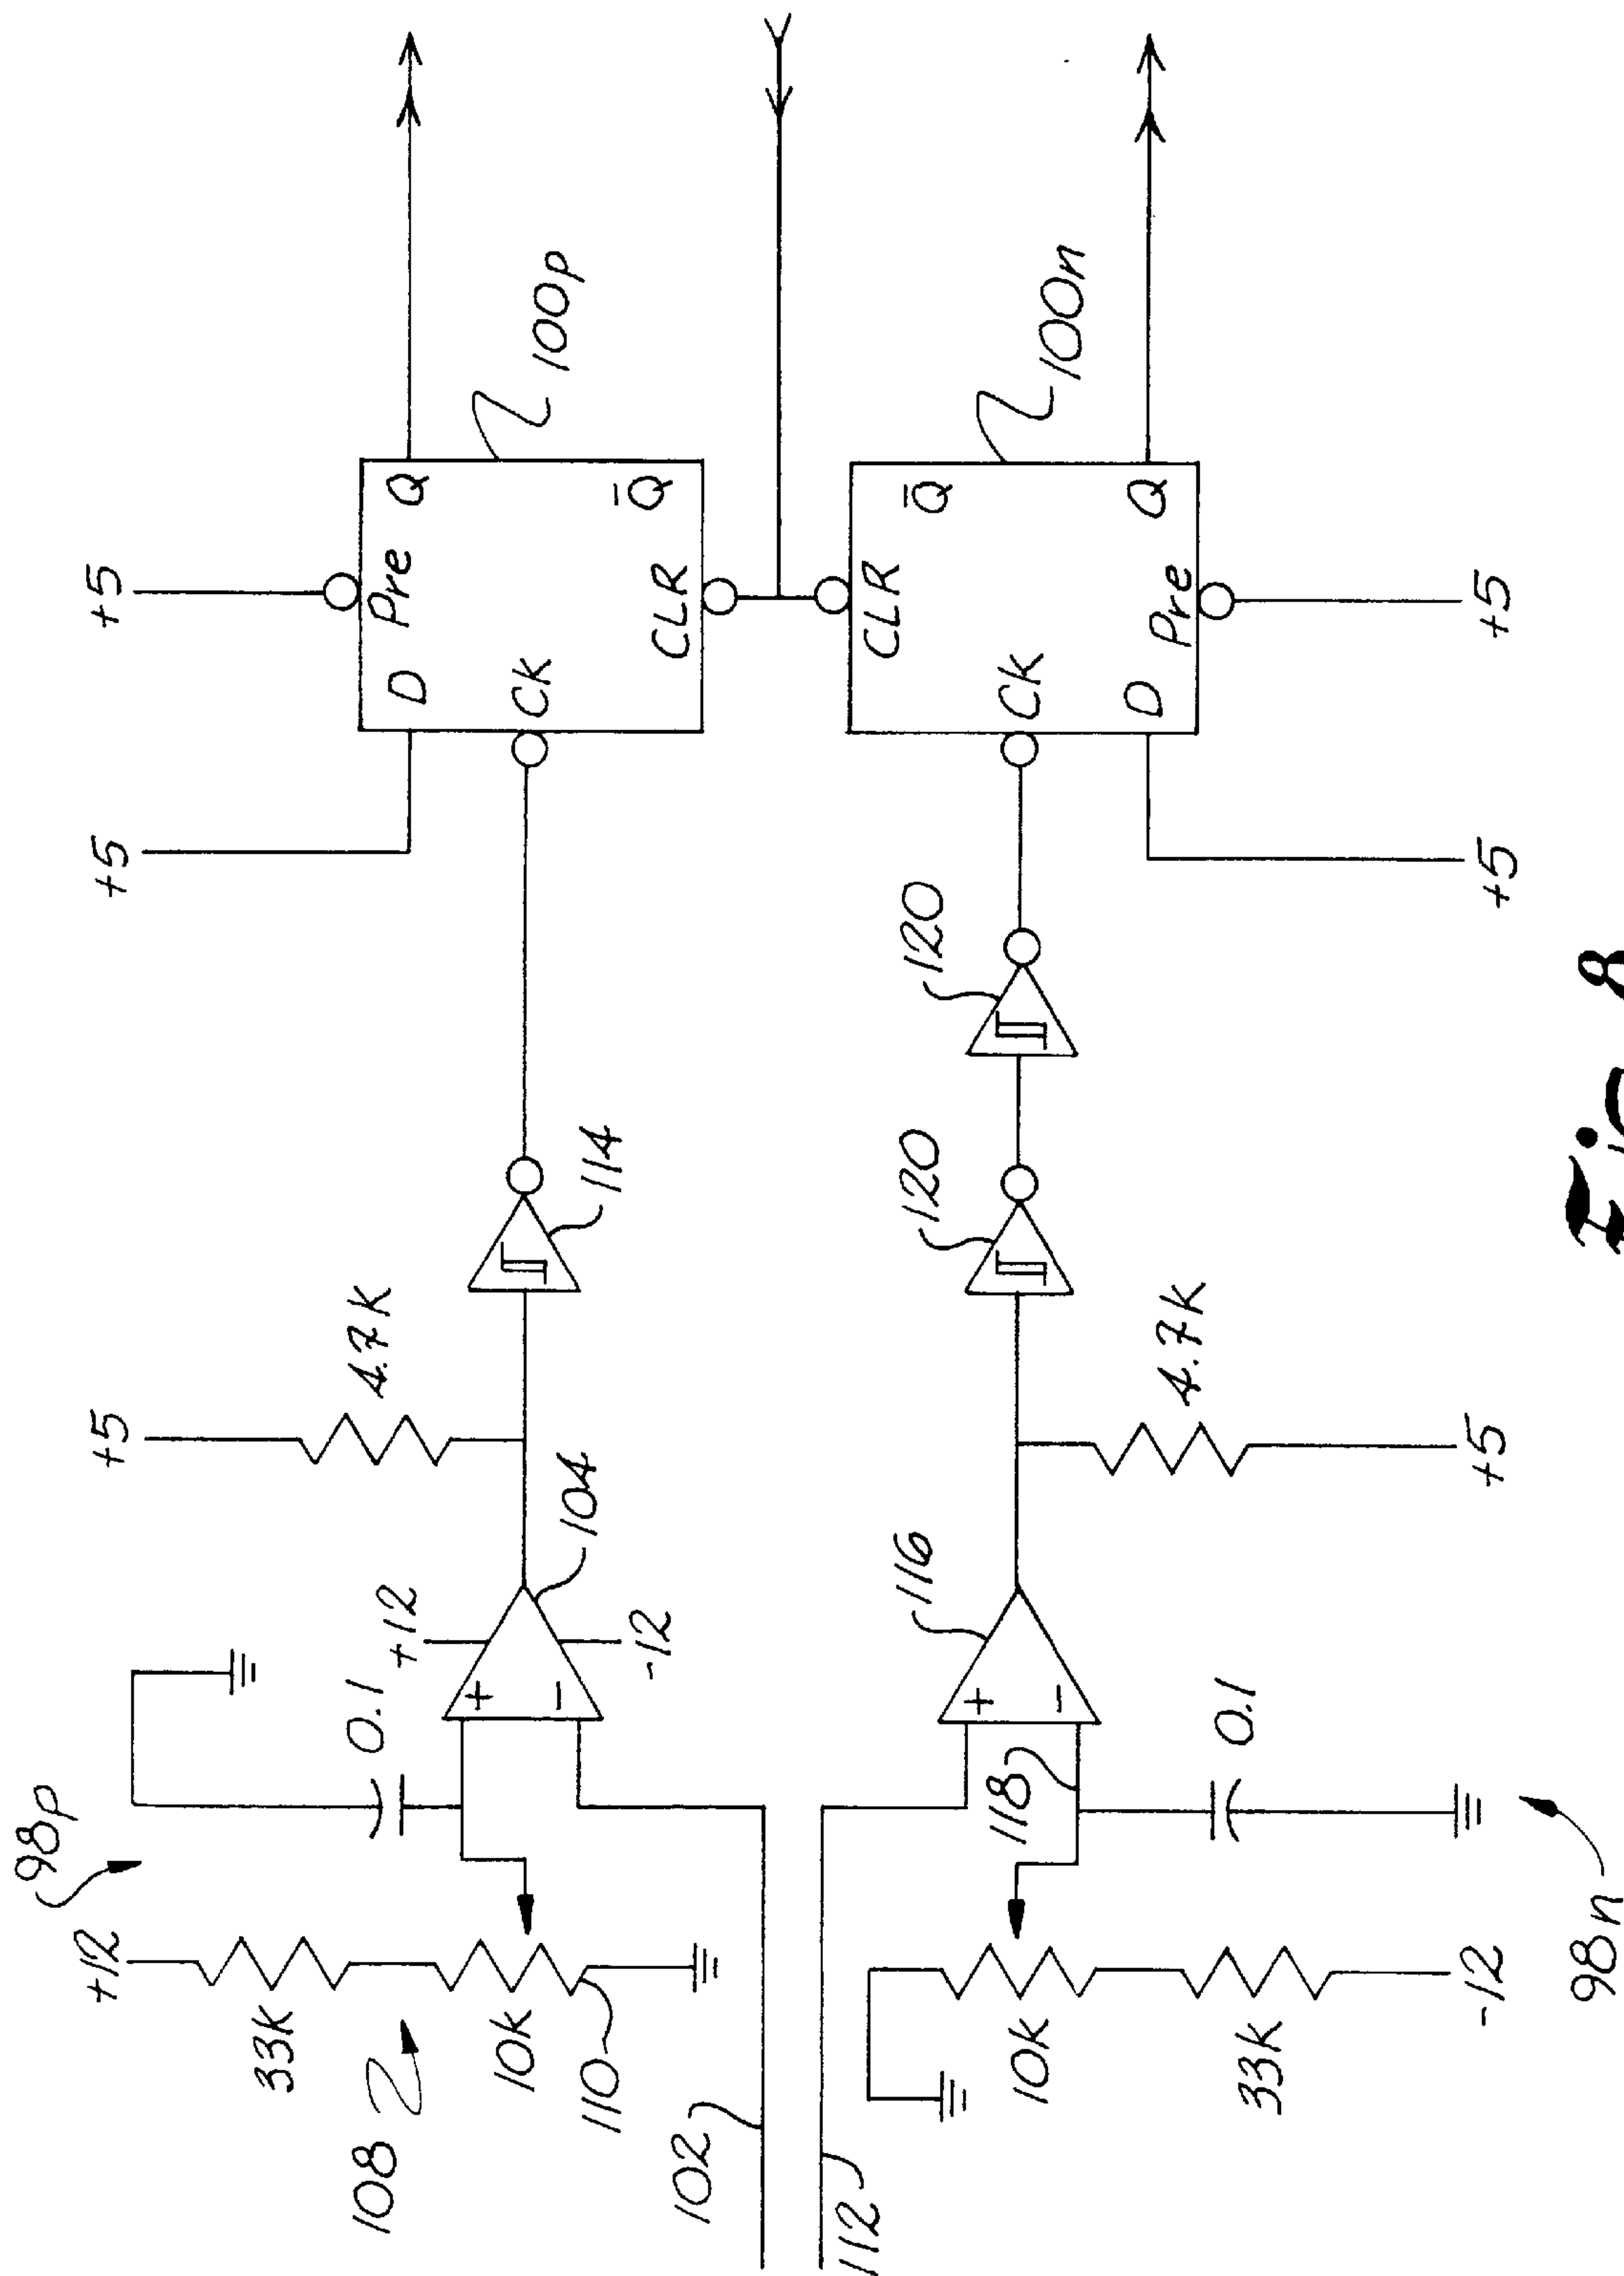 98p
+12
33K
108
10K
110
0.1
+12
+
−
-12
104
+5
4.7K
114
+5
+5
D
Pre
Q
CK
CLR
Q̄
100p
102
112
10K
33K
-12
98n
118
0.1
+
−
116
4.7K
+5
120
120
CLR
Q̄
CK
D
Pre
Q
100n
+5
+5
Fig. 8